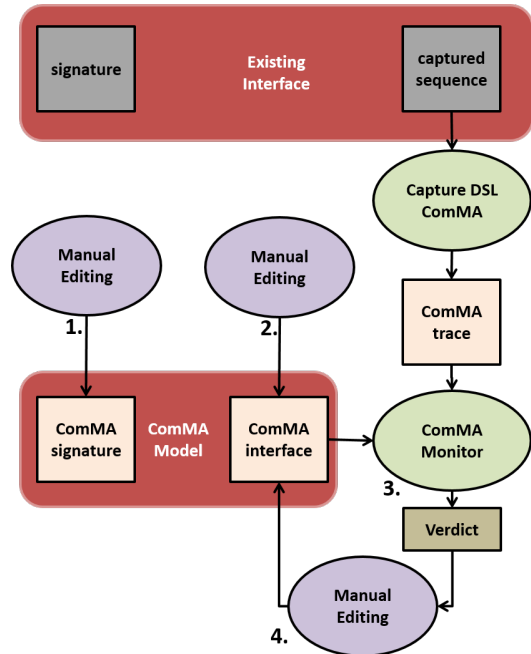 signature
Existing
Interface
captured
sequence
Capture DSL
ComMA
Manual
Editing
Manual
Editing
1.
2.
ComMA
trace
ComMA
signature
ComMA
Model
ComMA
interface
ComMA
Monitor
3.
Verdict
Manual
Editing
4.